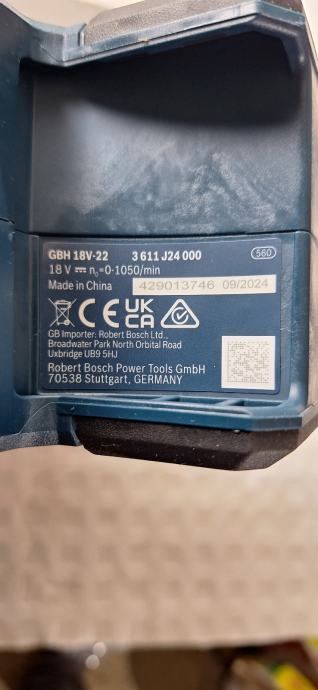 GBH 18V-22 3 611 J24 000 560
18 V n₀=0-1050/min
Made in China 429013746 09/2024
CE UK CA
GB Importer: Robert Bosch Ltd.,
Broadwater Park North Orbital Road
Uxbridge UB9 5HJ
Robert Bosch Power Tools GmbH
70538 Stuttgart, GERMANY